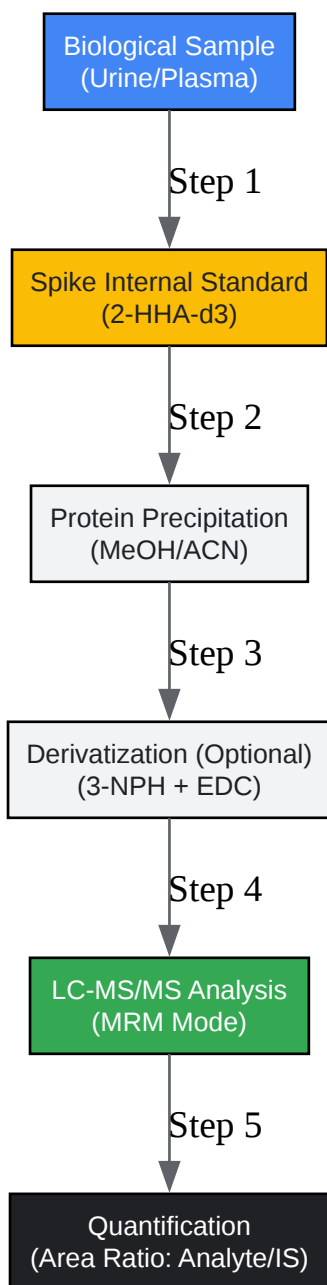 Biological Sample
(Urine/Plasma)
Step 1
Spike Internal Standard
(2-HHA-d3)
Step 2
Protein Precipitation
(MeOH/ACN)
Step 3
Derivatization (Optional)
(3-NPH + EDC)
Step 4
LC-MS/MS Analysis
(MRM Mode)
Step 5
Quantification
(Area Ratio: Analyte/IS)